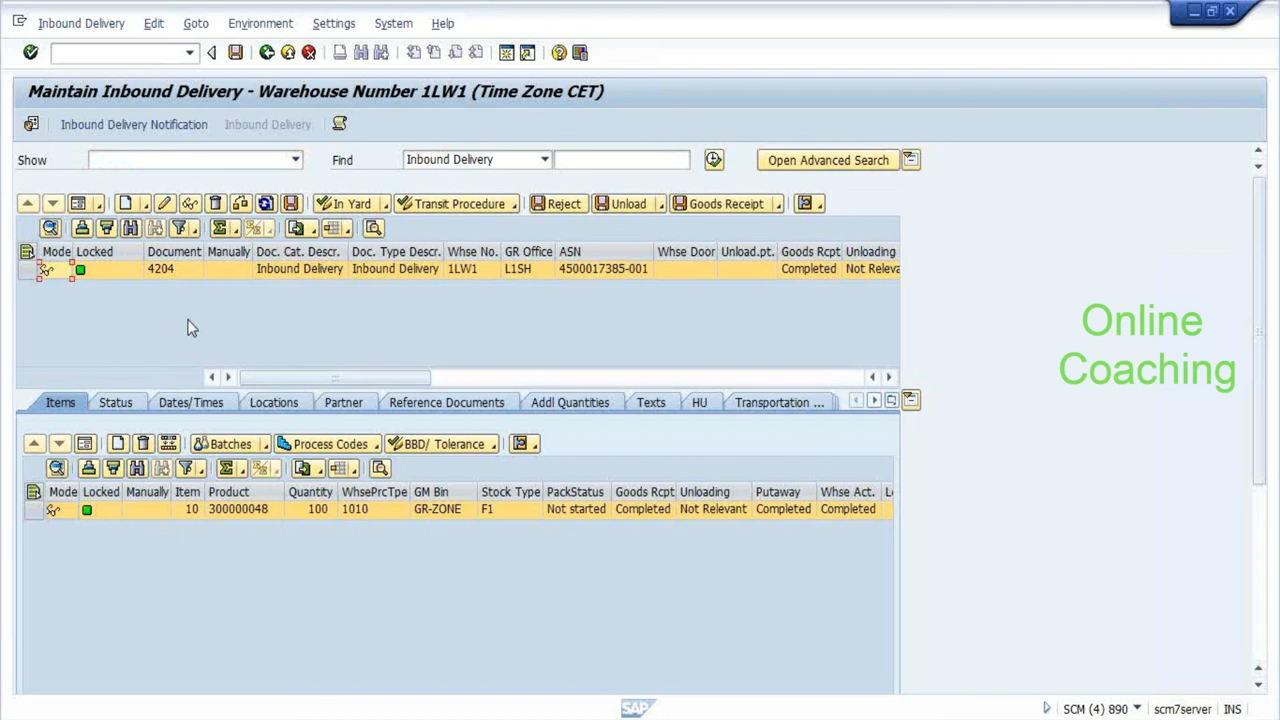 Inbound Delivery Edit Goto Environment Settings System Help
Maintain Inbound Delivery - Warehouse Number 1LW1 (Time Zone CET)
Inbound Delivery Notification Inbound Delivery
Show Find Inbound Delivery Open Advanced Search
In Yard Transit Procedure Reject Unload Goods Receipt
Mode Locked Document Manually Doc. Cat. Descr. Doc. Type Descr. Whse No. GR Office ASN Whse Door Unload.pt. Goods Rcpt Unloading
4204 Inbound Delivery Inbound Delivery 1LW1 L1SH 4500017385-001 Completed Not Releva
Online
Coaching
Items Status Dates/Times Locations Partner Reference Documents Addl Quantities Texts HU Transportation ...
Batches Process Codes BBD/ Tolerance
Mode Locked Manually Item Product Quantity WhsePrcTpe GM Bin Stock Type PackStatus Goods Rcpt Unloading Putaway Whse Act.
10 300000048 100 1010 GR-ZONE F1 Not started Completed Not Relevant Completed Completed
SAP SCM (4) 890 scm7server INS